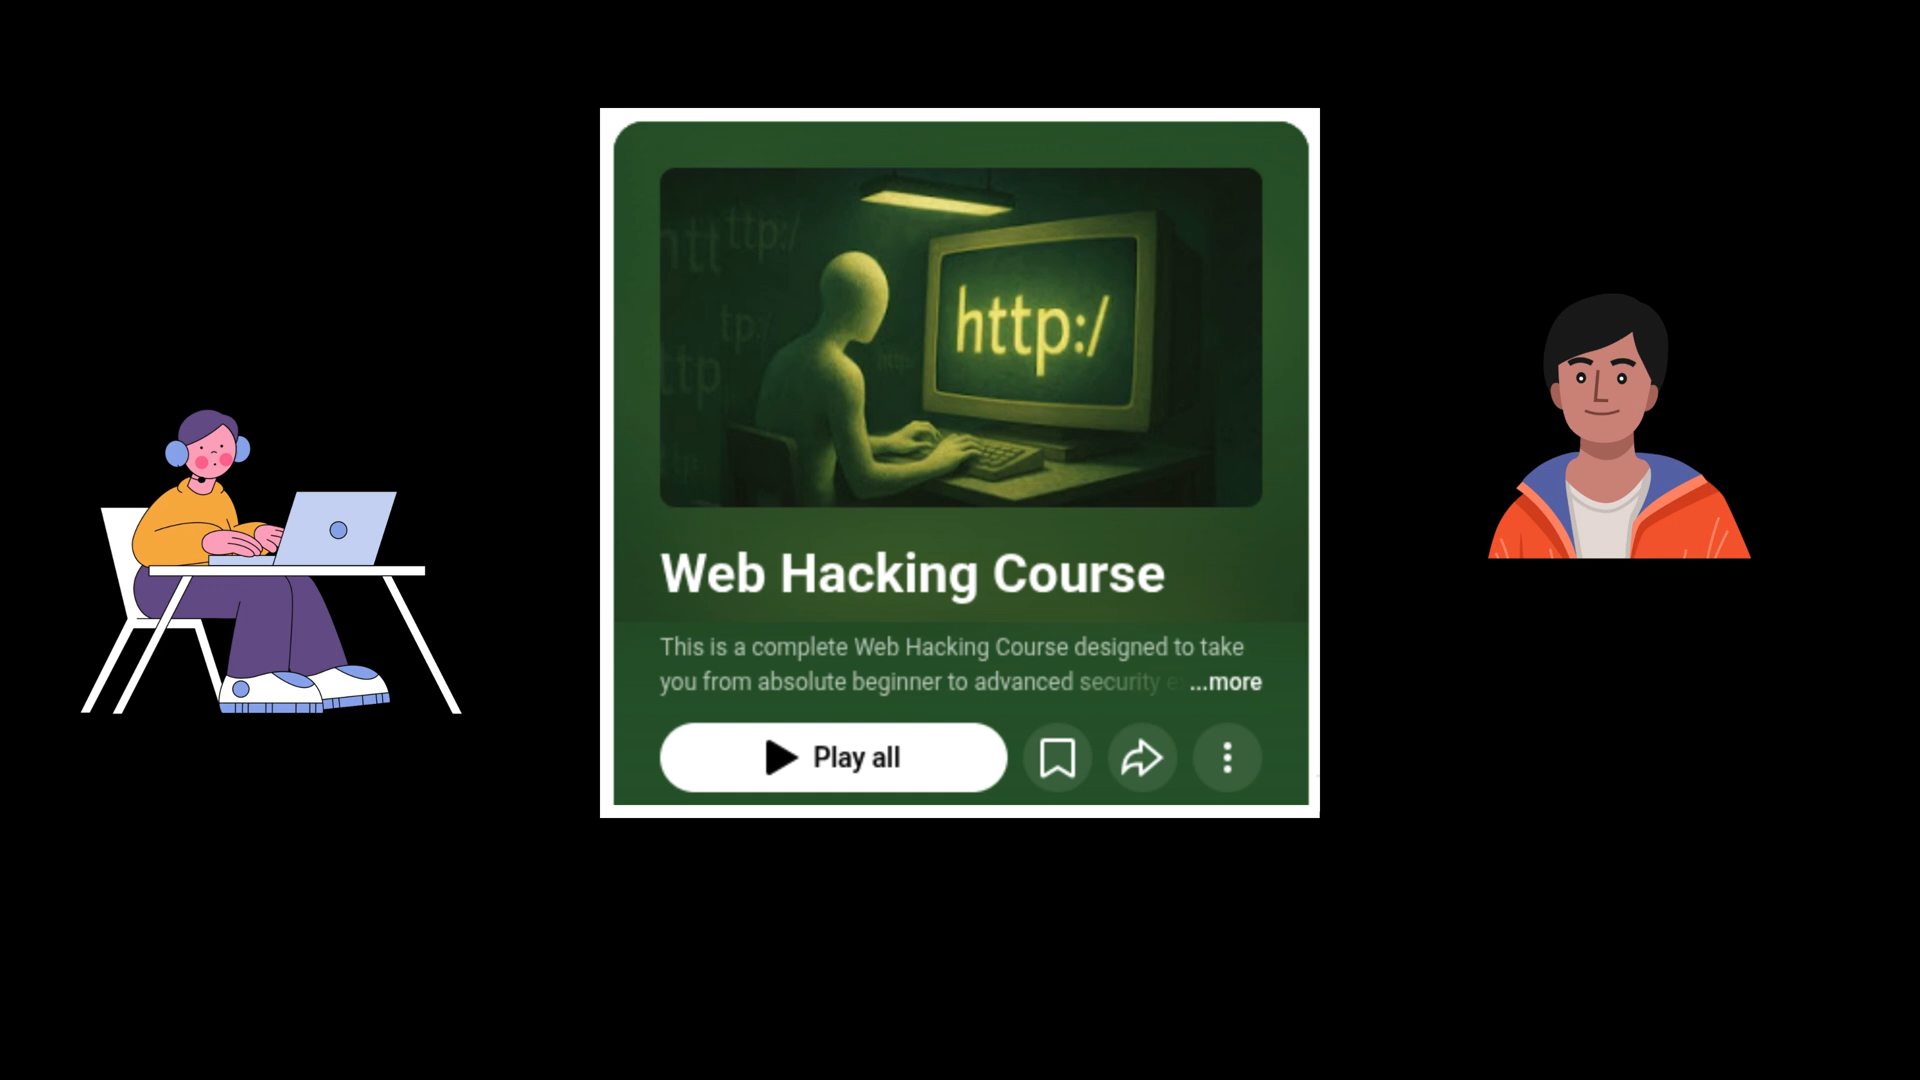 http:/
Web Hacking Course
This is a complete Web Hacking Course designed to take
you from absolute beginner to advanced security ...more
Play all